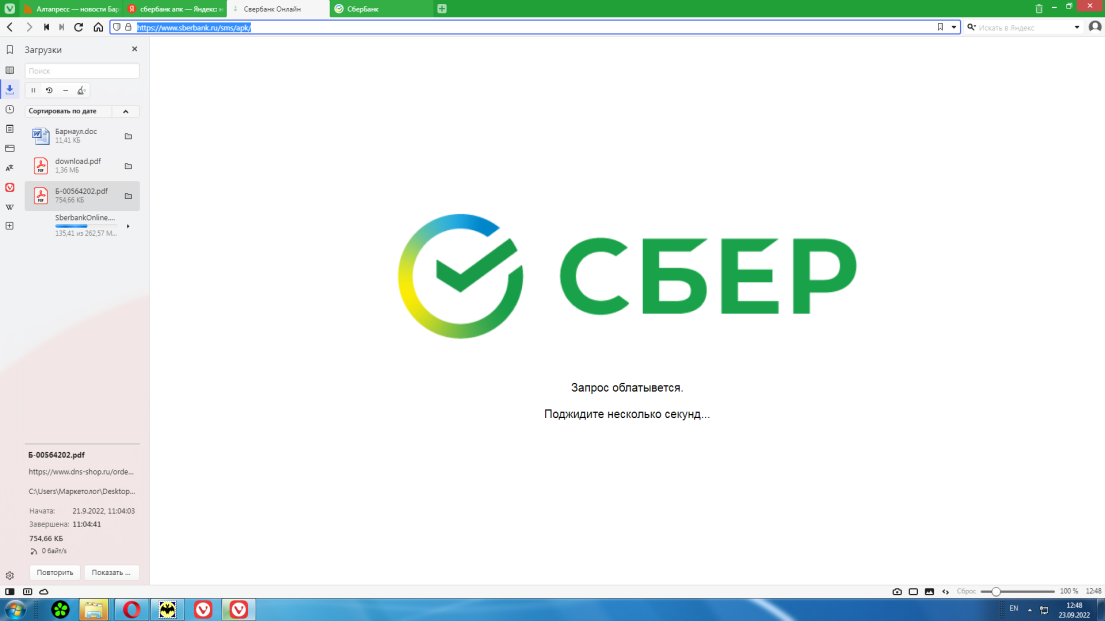 Алтапресс — новости Бар
сбербанк апк — Яндекс: н
Свербанк Онлайн
СберБанк
https://www.sberbank.ru/sms/apk/
Искать в Яндекс
Загрузки
Поиск
Сортировать по дате
Барнаул.doc
11,41 КБ
download.pdf
1,36 МБ
Б-00564202.pdf
754,66 КБ
SberbankOnline....
135,41 из 262,57 М...
СБЕР
Запрос облатывется.
Поджидите несколько секунд...
Б-00564202.pdf
https://www.dns-shop.ru/orde...
C:\Users\Маркетолог\Desktop...
Начата: 21.9.2022, 11:04:03
Завершена: 11:04:41
754,66 КБ
0 байт/s
Повторить
Показать ...
Сброс
100 %
12:48
EN
12:48
23.09.2022